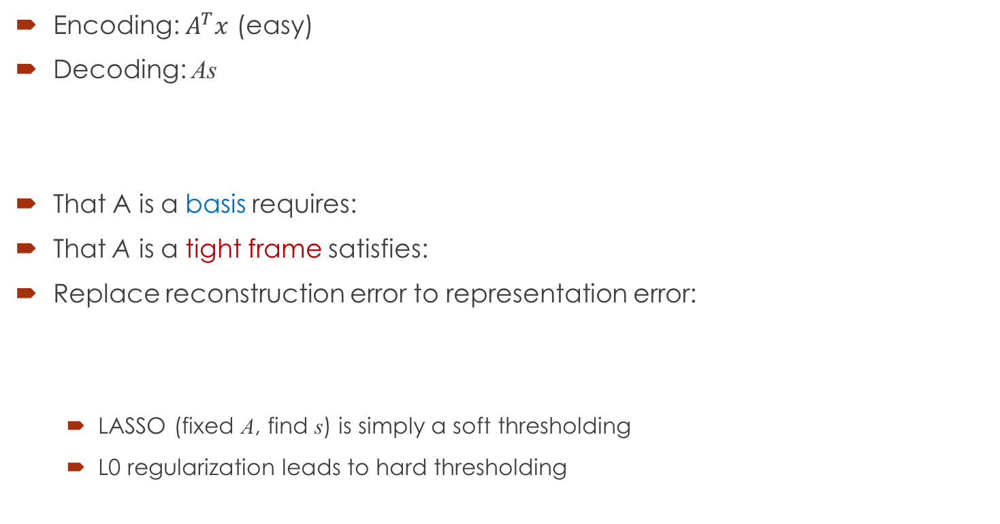 Encoding: Aᵀx (easy)
Decoding: As
That A is a basis requires:
That A is a tight frame satisfies:
Replace reconstruction error to representation error:
LASSO (fixed A, find s) is simply a soft thresholding
L0 regularization leads to hard thresholding